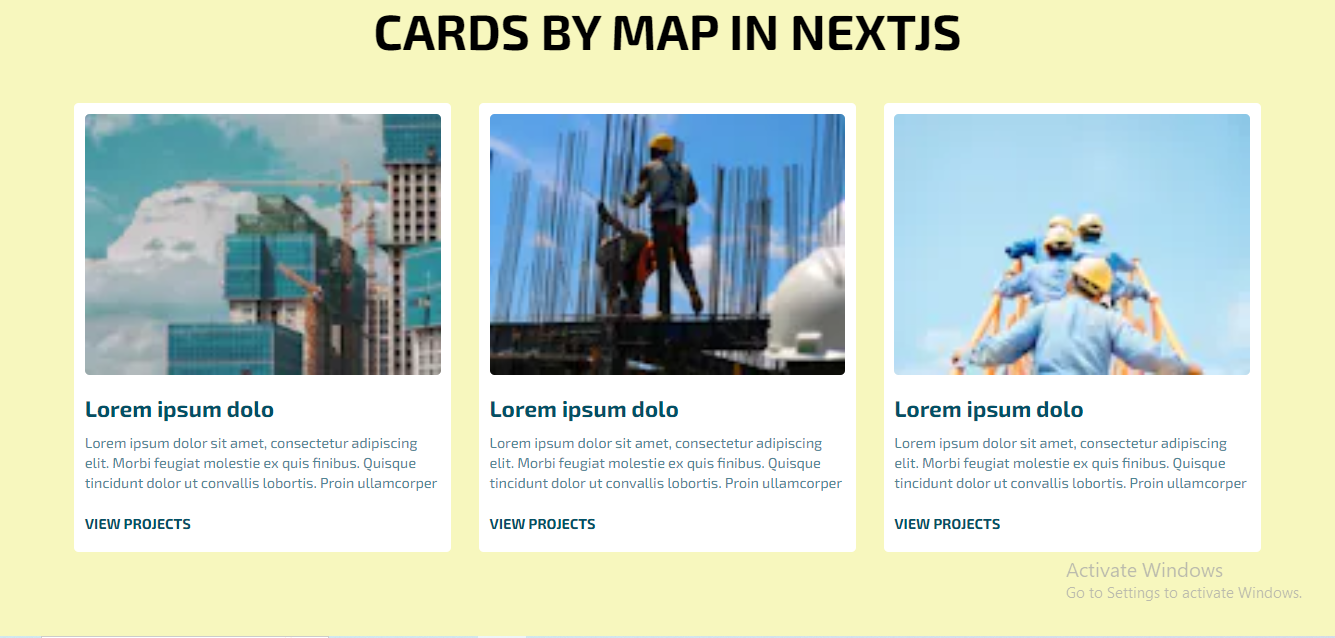 CARDS BY MAP IN NEXTJS
Lorem ipsum dolo
Lorem ipsum dolor sit amet, consectetur adipiscing
elit. Morbi feugiat molestie ex quis finibus. Quisque
tincidunt dolor ut convallis lobortis. Proin ullamcorper
VIEW PROJECTS
Lorem ipsum dolo
Lorem ipsum dolor sit amet, consectetur adipiscing
elit. Morbi feugiat molestie ex quis finibus. Quisque
tincidunt dolor ut convallis lobortis. Proin ullamcorper
VIEW PROJECTS
Lorem ipsum dolo
Lorem ipsum dolor sit amet, consectetur adipiscing
elit. Morbi feugiat molestie ex quis finibus. Quisque
tincidunt dolor ut convallis lobortis. Proin ullamcorper
VIEW PROJECTS
Activate Windows
Go to Settings to activate Windows.